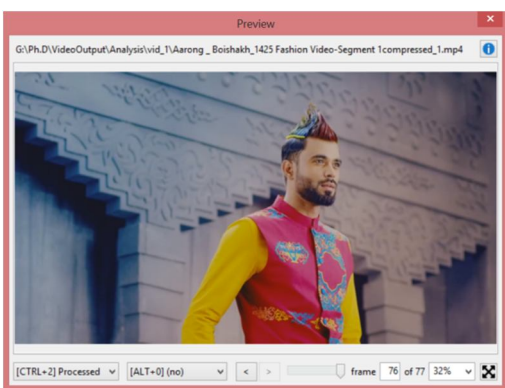 Preview
G:\Ph.D\VideoOutput\Analysis\vid_1\Aarong _ Boishakh_1425 Fashion Video-Segment 1compressed_1.mp4
[CTRL+2] Processed [ALT+0] (no) < > frame 76 of 77 32%